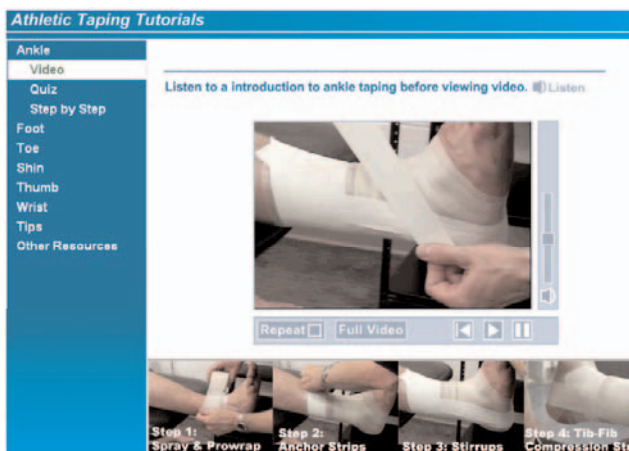 Athletic Taping Tutorials
Ankle
Video
Quiz
Step by Step
Foot
Toe
Shin
Thumb
Wrist
Tips
Other Resources
Listen to a introduction to ankle taping before viewing video. Listen
Repeat Full Video
Step 1:
Spray & Prowrap
Step 2:
Anchor Strips
Step 3: Stirrups
Step 4: Tib-Fib
Compression St